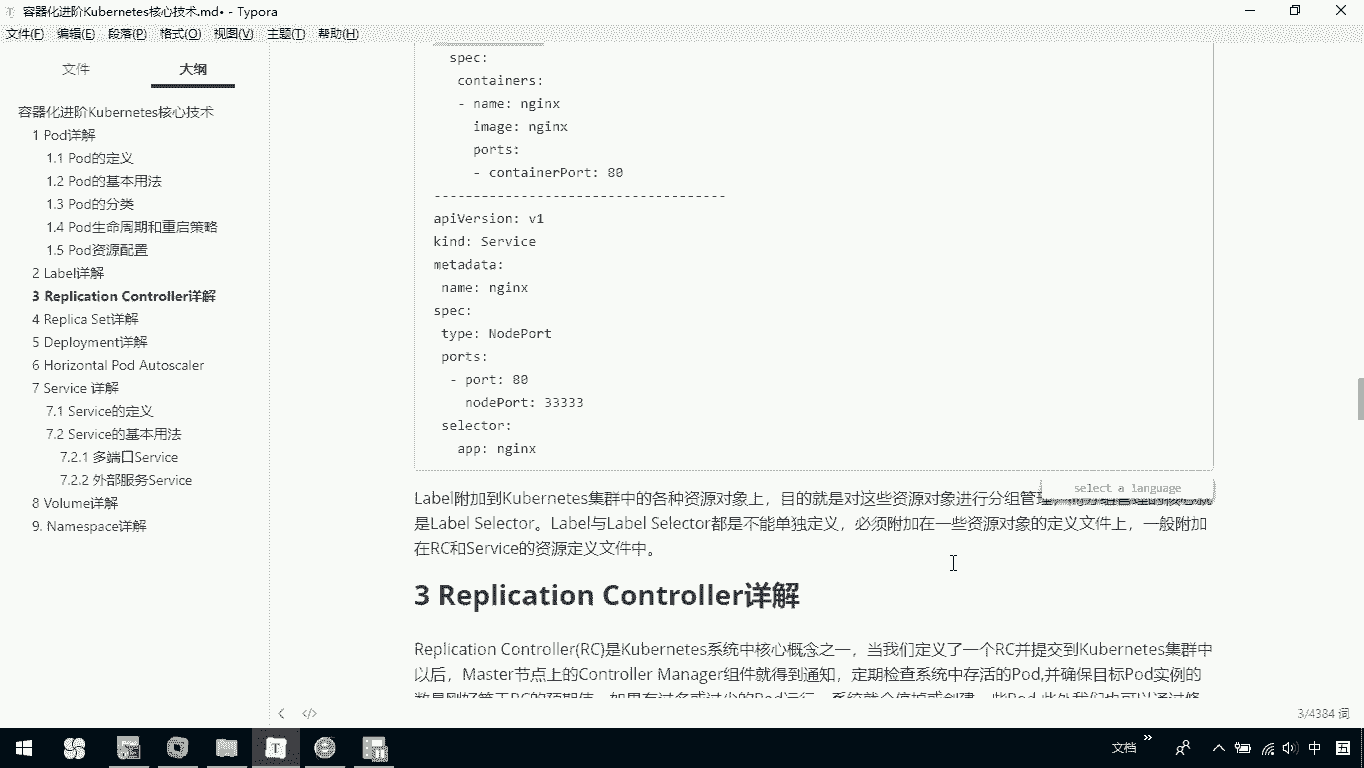 容器化进阶Kubernetes核心技术.md• - Typora
文件(F) 编辑(E) 段落(P) 格式(O) 视图(V) 主题(T) 帮助(H)
文件 大纲
容器化进阶Kubernetes核心技术
1 Pod详解
1.1 Pod的定义
1.2 Pod的基本用法
1.3 Pod的分类
1.4 Pod生命周期和重启策略
1.5 Pod资源配置
2 Label详解
3 Replication Controller详解
4 Replica Set详解
5 Deployment详解
6 Horizontal Pod Autoscaler
7 Service 详解
7.1 Service的定义
7.2 Service的基本用法
7.2.1 多端口Service
7.2.2 外部服务Service
8 Volume详解
9. Namespace详解
spec:
containers:
- name: nginx
image: nginx
ports:
- containerPort: 80
-------------------------------------
apiVersion: v1
kind: Service
metadata:
name: nginx
spec:
type: NodePort
ports:
- port: 80
nodePort: 33333
selector:
app: nginx
select a language
Label附加到Kubernetes集群中的各种资源对象上，目的就是对这些资源对象进行分组管
是Label Selector。Label与Label Selector都是不能单独定义，必须附加在一些资源对象的定义文件上，一般附加
在RC和Service的资源定义文件中。
3 Replication Controller详解
Replication Controller(RC)是Kubernetes系统中核心概念之一，当我们定义了一个RC并提交到Kubernetes集群中
以后，Master节点上的Controller Manager组件就得到通知，定期检查系统中存活的Pod,并确保目标Pod实例的
3/4384 词
文档 中 五